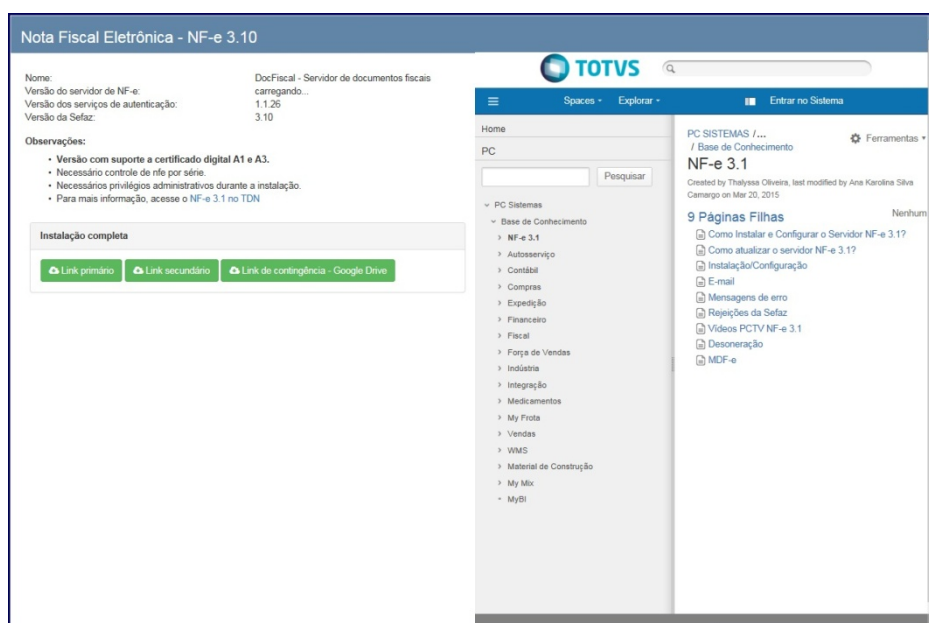 Nota Fiscal Eletrônica - NF-e 3.10
Nome: DocFiscal - Servidor de documentos fiscais
Versão do servidor de NF-e: carregando...
Versão dos serviços de autenticação: 1.1.26
Versão da Sefaz: 3.10
Observações:
• Versão com suporte a certificado digital A1 e A3.
• Necessário controle de nfe por série.
• Necessários privilégios administrativos durante a instalação.
• Para mais informação, acesse o NF-e 3.1 no TDN
Instalação completa
Link primário
Link secundário
Link de contingência - Google Drive
TOTVS
Spaces
Explorar
Entrar no Sistema
Home
PC
Pesquisar
PC Sistemas
Base de Conhecimento
NF-e 3.1
Autosserviço
Contábil
Compras
Expedição
Financeiro
Fiscal
Força de Vendas
Indústria
Integração
Medicamentos
My Frota
Vendas
WMS
Material de Construção
My Mix
MyBI
PC SISTEMAS /...
/ Base de Conhecimento
Ferramentas
NF-e 3.1
Created by Thalyssa Oliveira, last modified by Ana Karolina Silva
Camargo on Mar 20, 2015
9 Páginas Filhas
Nenhum
Como Instalar e Configurar o Servidor NF-e 3.1?
Como atualizar o servidor NF-e 3.1?
Instalação/Configuração
E-mail
Mensagens de erro
Rejeições da Sefaz
Vídeos PCTV NF-e 3.1
Desoneração
MDF-e